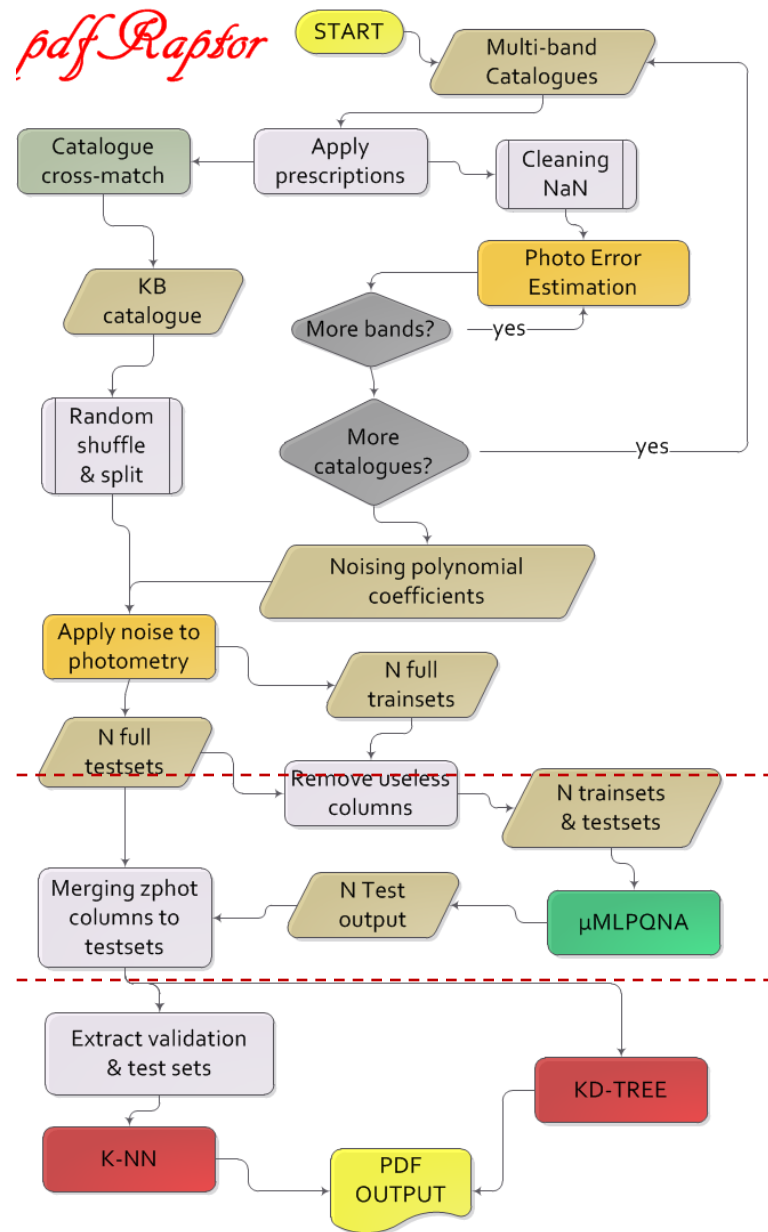 pdf Raptor
START
Multi-band
Catalogues
Catalogue
cross-match
Apply
prescriptions
Cleaning
NaN
KB
catalogue
Photo Error
Estimation
More bands?
yes
Random
shuffle
& split
More
catalogues?
yes
Noising polynomial
coefficients
Apply noise to
photometry
N full
trainsets
N full
testsets
Remove useless
columns
N trainsets
& testsets
Merging zphot
columns to
testsets
N Test
output
µMLPQNA
Extract validation
& test sets
KD-TREE
K-NN
PDF
OUTPUT